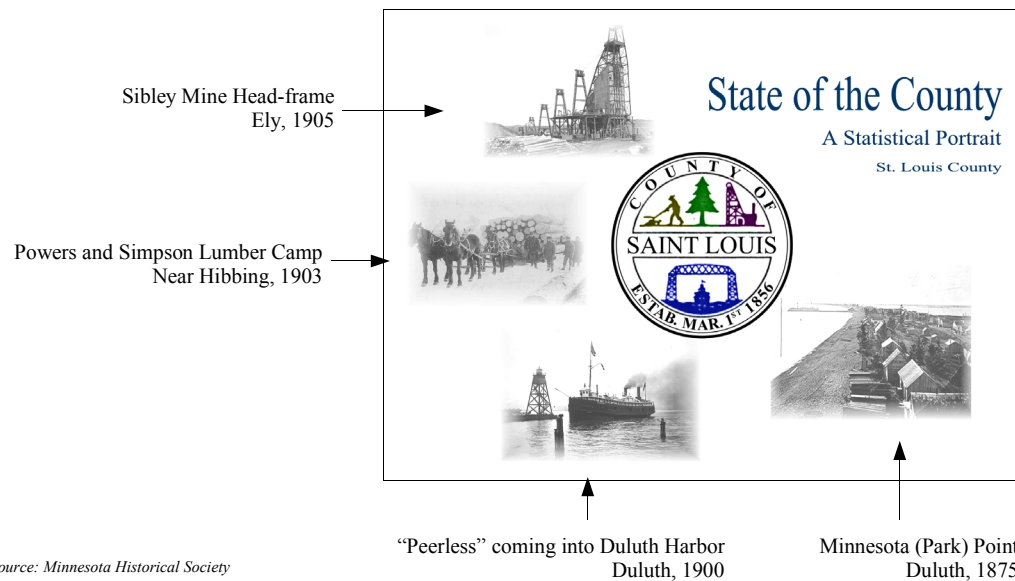 Sibley Mine Head-frame
Ely, 1905
State of the County
A Statistical Portrait
St. Louis County
COUNTY OF
SAINT LOUIS
ESTAB. MAR. 1ST 1856
Powers and Simpson Lumber Camp
Near Hibbing, 1903
“Peerless” coming into Duluth Harbor
Duluth, 1900
Minnesota (Park) Point
Duluth, 1875
ource: Minnesota Historical Society